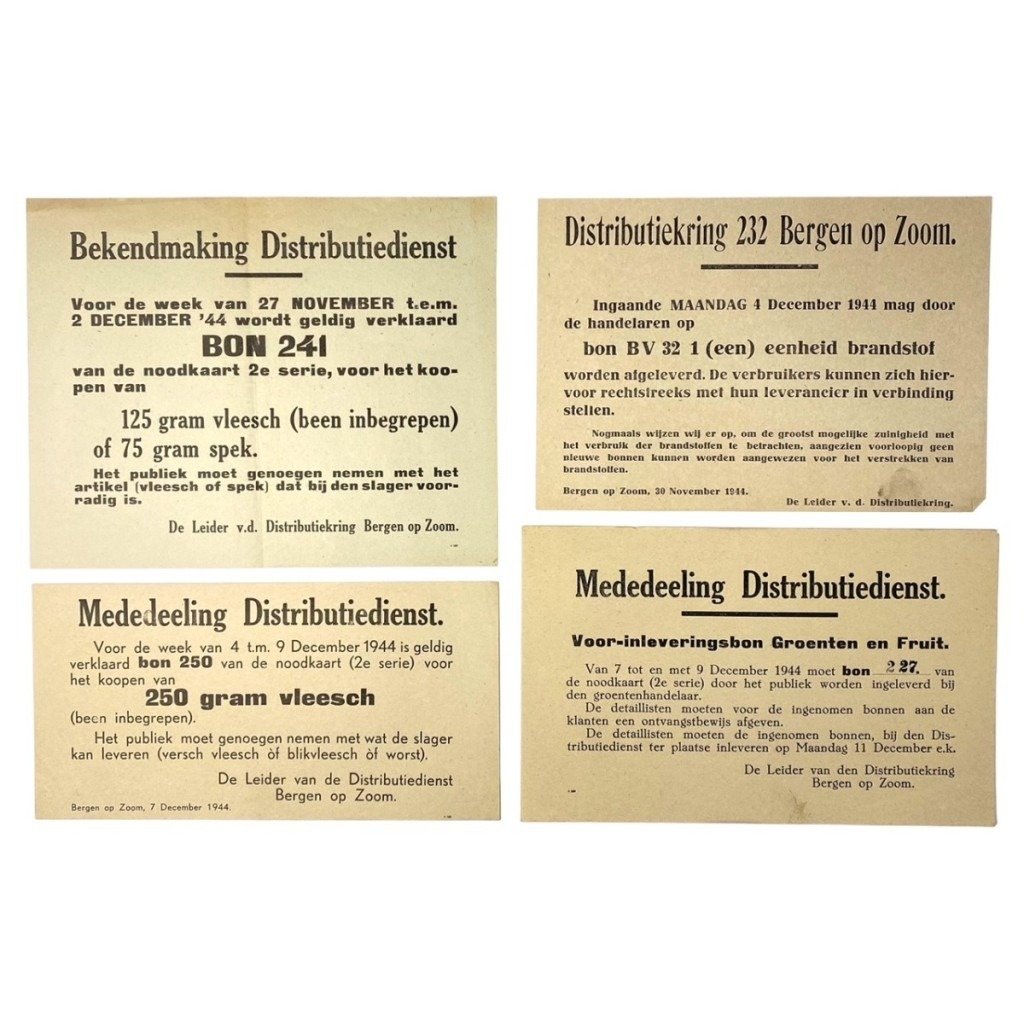 Bekendmaking Distributiedienst
Voor de week van 27 NOVEMBER t.e.m.
2 DECEMBER '44 wordt geldig verklaard
BON 241
van de noodkaart 2e serie, voor het koo-
pen van
125 gram vleesch (been inbegrepen)
of 75 gram spek.
Het publiek moet genoegen nemen met het
artikel (vleesch of spek) dat bij den slager voor-
radig is.
De Leider v.d. Distributiekring Bergen op Zoom.
Distributiekring 232 Bergen op Zoom.
Ingaande MAANDAG 4 December 1944 mag door
de handelaren op
bon BV 32 1 (een) eenheid brandstof
worden afgeleverd. De verbruikers kunnen zich hier-
voor rechtstreeks met hun leverancier in verbinding
stellen.
Nogmaals wijzen wij er op, om de grootst mogelijke zuinigheid met
het verbruik der brandstoffen te betrachten, aangezien voorloopig geen
nieuwe bonnen kunnen worden aangewezen voor het verstrekken van
brandstoffen.
Bergen op Zoom, 30 November 1944.
De Leider v. d. Distributiekring.
Mededeeling Distributiedienst.
Voor de week van 4 t.m. 9 December 1944 is geldig
verklaard bon 250 van de noodkaart (2e serie) voor
het koopen van
250 gram vleesch
(been inbegrepen).
Het publiek moet genoegen nemen met wat de slager
kan leveren (versch vleesch òf blikvleesch òf worst).
De Leider van de Distributiedienst
Bergen op Zoom.
Bergen op Zoom, 7 December 1944.
Mededeeling Distributiedienst.
Voor-inleveringsbon Groenten en Fruit.
Van 7 tot en met 9 December 1944 moet bon 227. van
de noodkaart (2e serie) door het publiek worden ingeleverd bij
den groentenhandelaar.
De detaillisten moeten voor de ingenomen bonnen aan de
klanten een ontvangstbewijs afgeven.
De detaillisten moeten de ingenomen bonnen, bij den Dis-
tributiedienst ter plaatse inleveren op Maandag 11 December e.k.
De Leider van den Distributiekring
Bergen op Zoom.